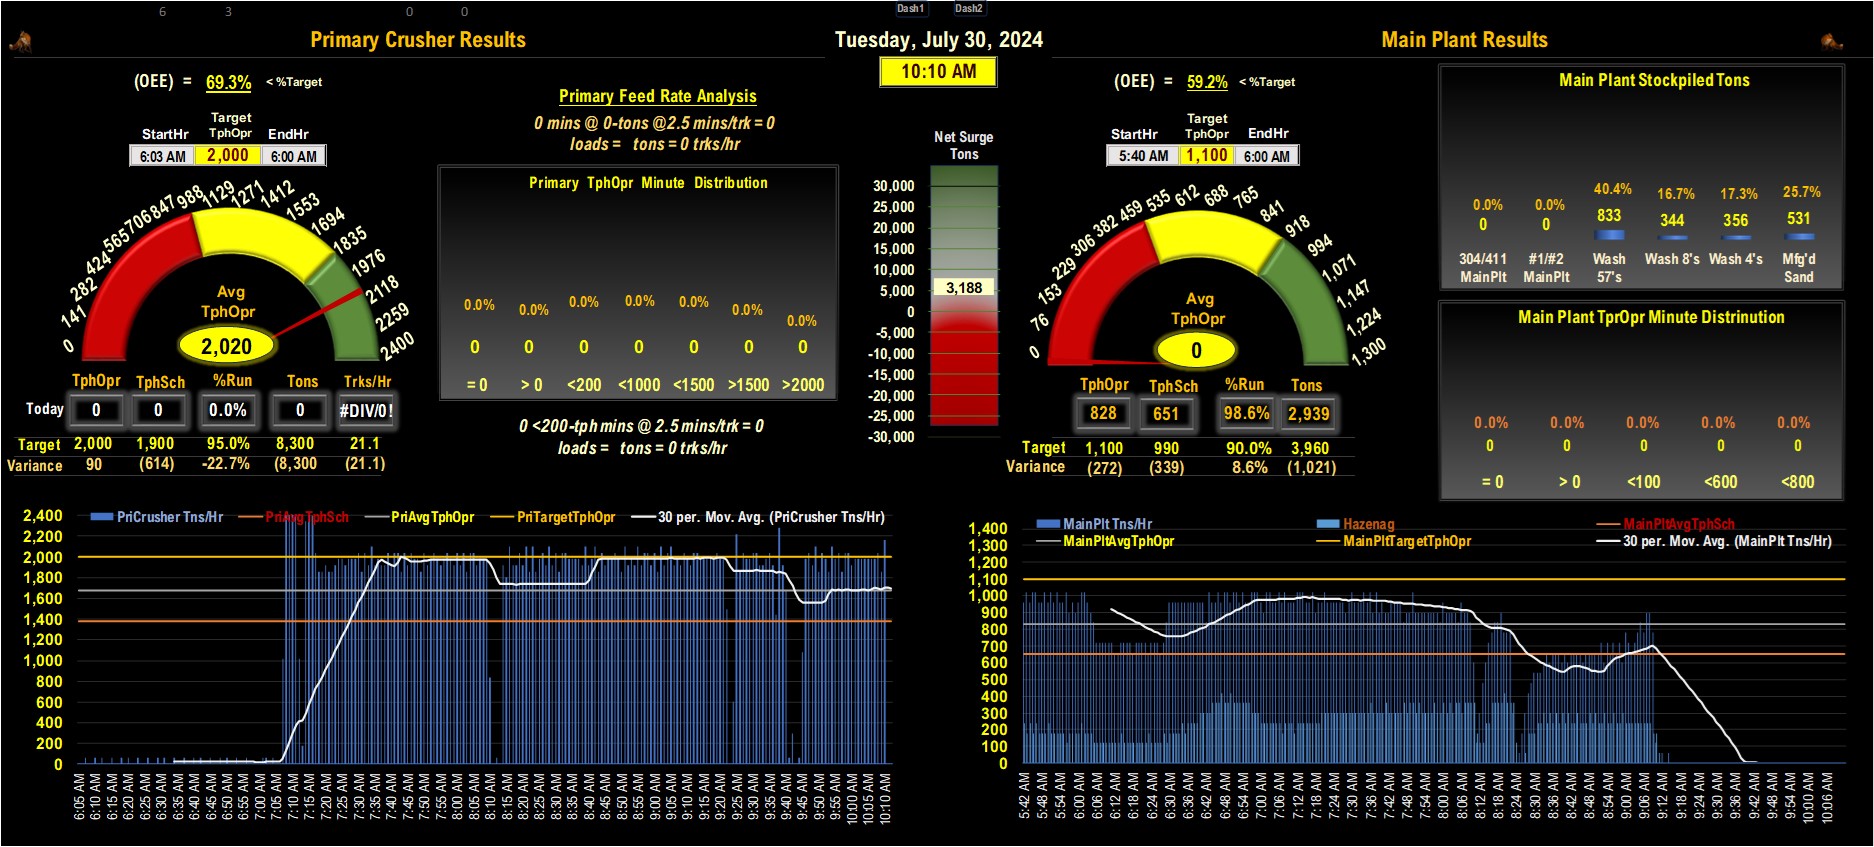 6 3 0 0 Dash1 Dash2
Primary Crusher Results
Tuesday, July 30, 2024
Main Plant Results
10:10 AM
(OEE) = 69.3% < %Target
Target
StartHr TphOpr EndHr
6:03 AM 2,000 6:00 AM
0 141 282 424 565 706 847 988 1129 1271 1412 1553 1694 1835 1976 2118 2259 2400
Avg
TphOpr
2,020
TphOpr TphSch %Run Tons Trks/Hr
Today 0 0 0.0% 0 #DIV/0!
Target 2,000 1,900 95.0% 8,300 21.1
Variance 90 (614) -22.7% (8,300 (21.1)
Primary Feed Rate Analysis
0 mins @ 0-tons @2.5 mins/trk = 0
loads = tons = 0 trks/hr
Primary TphOpr Minute Distribution
0.0% 0.0% 0.0% 0.0% 0.0% 0.0% 0.0%
0 0 0 0 0 0 0
= 0 > 0 <200 <1000 <1500 >1500 >2000
0 <200-tph mins @ 2.5 mins/trk = 0
loads = tons = 0 trks/hr
Net Surge
Tons
30,000
25,000
20,000
15,000
10,000
5,000
3,188
0
-5,000
-10,000
-15,000
-20,000
-25,000
-30,000
(OEE) = 59.2% < %Target
Target
StartHr TphOpr EndHr
5:40 AM 1,100 6:00 AM
0 76 153 229 306 382 459 535 612 688 765 841 918 994 1,071 1,147 1,224 1,300
Avg
TphOpr
0
TphOpr TphSch %Run Tons
828 651 98.6% 2,939
Target 1,100 990 90.0% 3,960
Variance (272) (339) 8.6% (1,021)
Main Plant Stockpiled Tons
0.0% 0.0% 40.4% 16.7% 17.3% 25.7%
0 0 833 344 356 531
304/411 #1/#2 Wash Wash 8's Wash 4's Mfg'd
MainPlt MainPlt 57's Sand
Main Plant TprOpr Minute Distrinution
0.0% 0.0% 0.0% 0.0% 0.0%
0 0 0 0 0
= 0 > 0 <100 <600 <800
PriCrusher Tns/Hr PriAvgTphSch PriAvgTphOpr PriTargetTphOpr 30 per. Mov. Avg. (PriCrusher Tns/Hr)
2,400
2,200
2,000
1,800
1,600
1,400
1,200
1,000
800
600
400
200
0
6:05 AM 6:10 AM 6:15 AM 6:20 AM 6:25 AM 6:30 AM 6:35 AM 6:40 AM 6:45 AM 6:50 AM 6:55 AM 7:00 AM 7:05 AM 7:10 AM 7:15 AM 7:20 AM 7:25 AM 7:30 AM 7:35 AM 7:40 AM 7:45 AM 7:50 AM 7:55 AM 8:00 AM 8:05 AM 8:10 AM 8:15 AM 8:20 AM 8:25 AM 8:30 AM 8:35 AM 8:40 AM 8:45 AM 8:50 AM 8:55 AM 9:00 AM 9:05 AM 9:10 AM 9:15 AM 9:20 AM 9:25 AM 9:30 AM 9:35 AM 9:40 AM 9:45 AM 9:50 AM 9:55 AM 10:00 AM 10:05 AM 10:10 AM
MainPlt Tns/Hr Hazenag MainPltAvgTphSch
MainPltAvgTphOpr MainPltTargetTphOpr 30 per. Mov. Avg. (MainPlt Tns/Hr)
1,400
1,300
1,200
1,100
1,000
900
800
700
600
500
400
300
200
100
0
5:42 AM 5:48 AM 5:54 AM 6:00 AM 6:06 AM 6:12 AM 6:18 AM 6:24 AM 6:30 AM 6:36 AM 6:42 AM 6:48 AM 6:54 AM 7:00 AM 7:06 AM 7:12 AM 7:18 AM 7:24 AM 7:30 AM 7:36 AM 7:42 AM 7:48 AM 7:54 AM 8:00 AM 8:06 AM 8:12 AM 8:18 AM 8:24 AM 8:30 AM 8:36 AM 8:42 AM 8:48 AM 8:54 AM 9:00 AM 9:06 AM 9:12 AM 9:18 AM 9:24 AM 9:30 AM 9:36 AM 9:42 AM 9:48 AM 9:54 AM 10:00 AM 10:06 AM